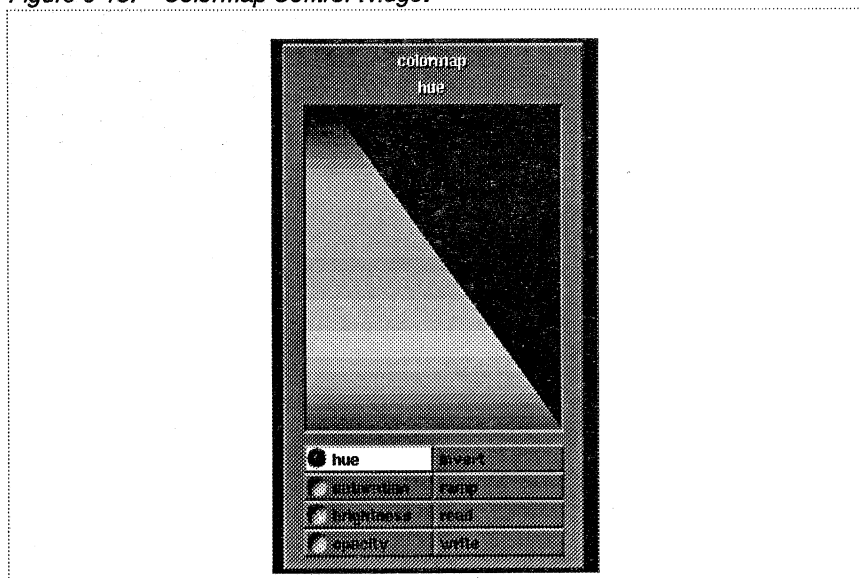 colormap
hue
hue invert
saturation ramp
brightness read
opacity write